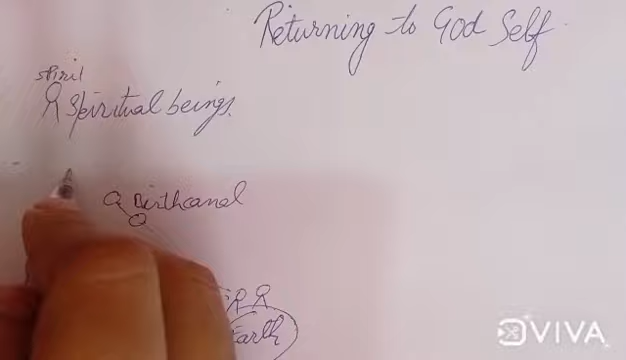 Returning to God Self
spirit
Spiritual beings.
Birthcanal
Earth
VIVA